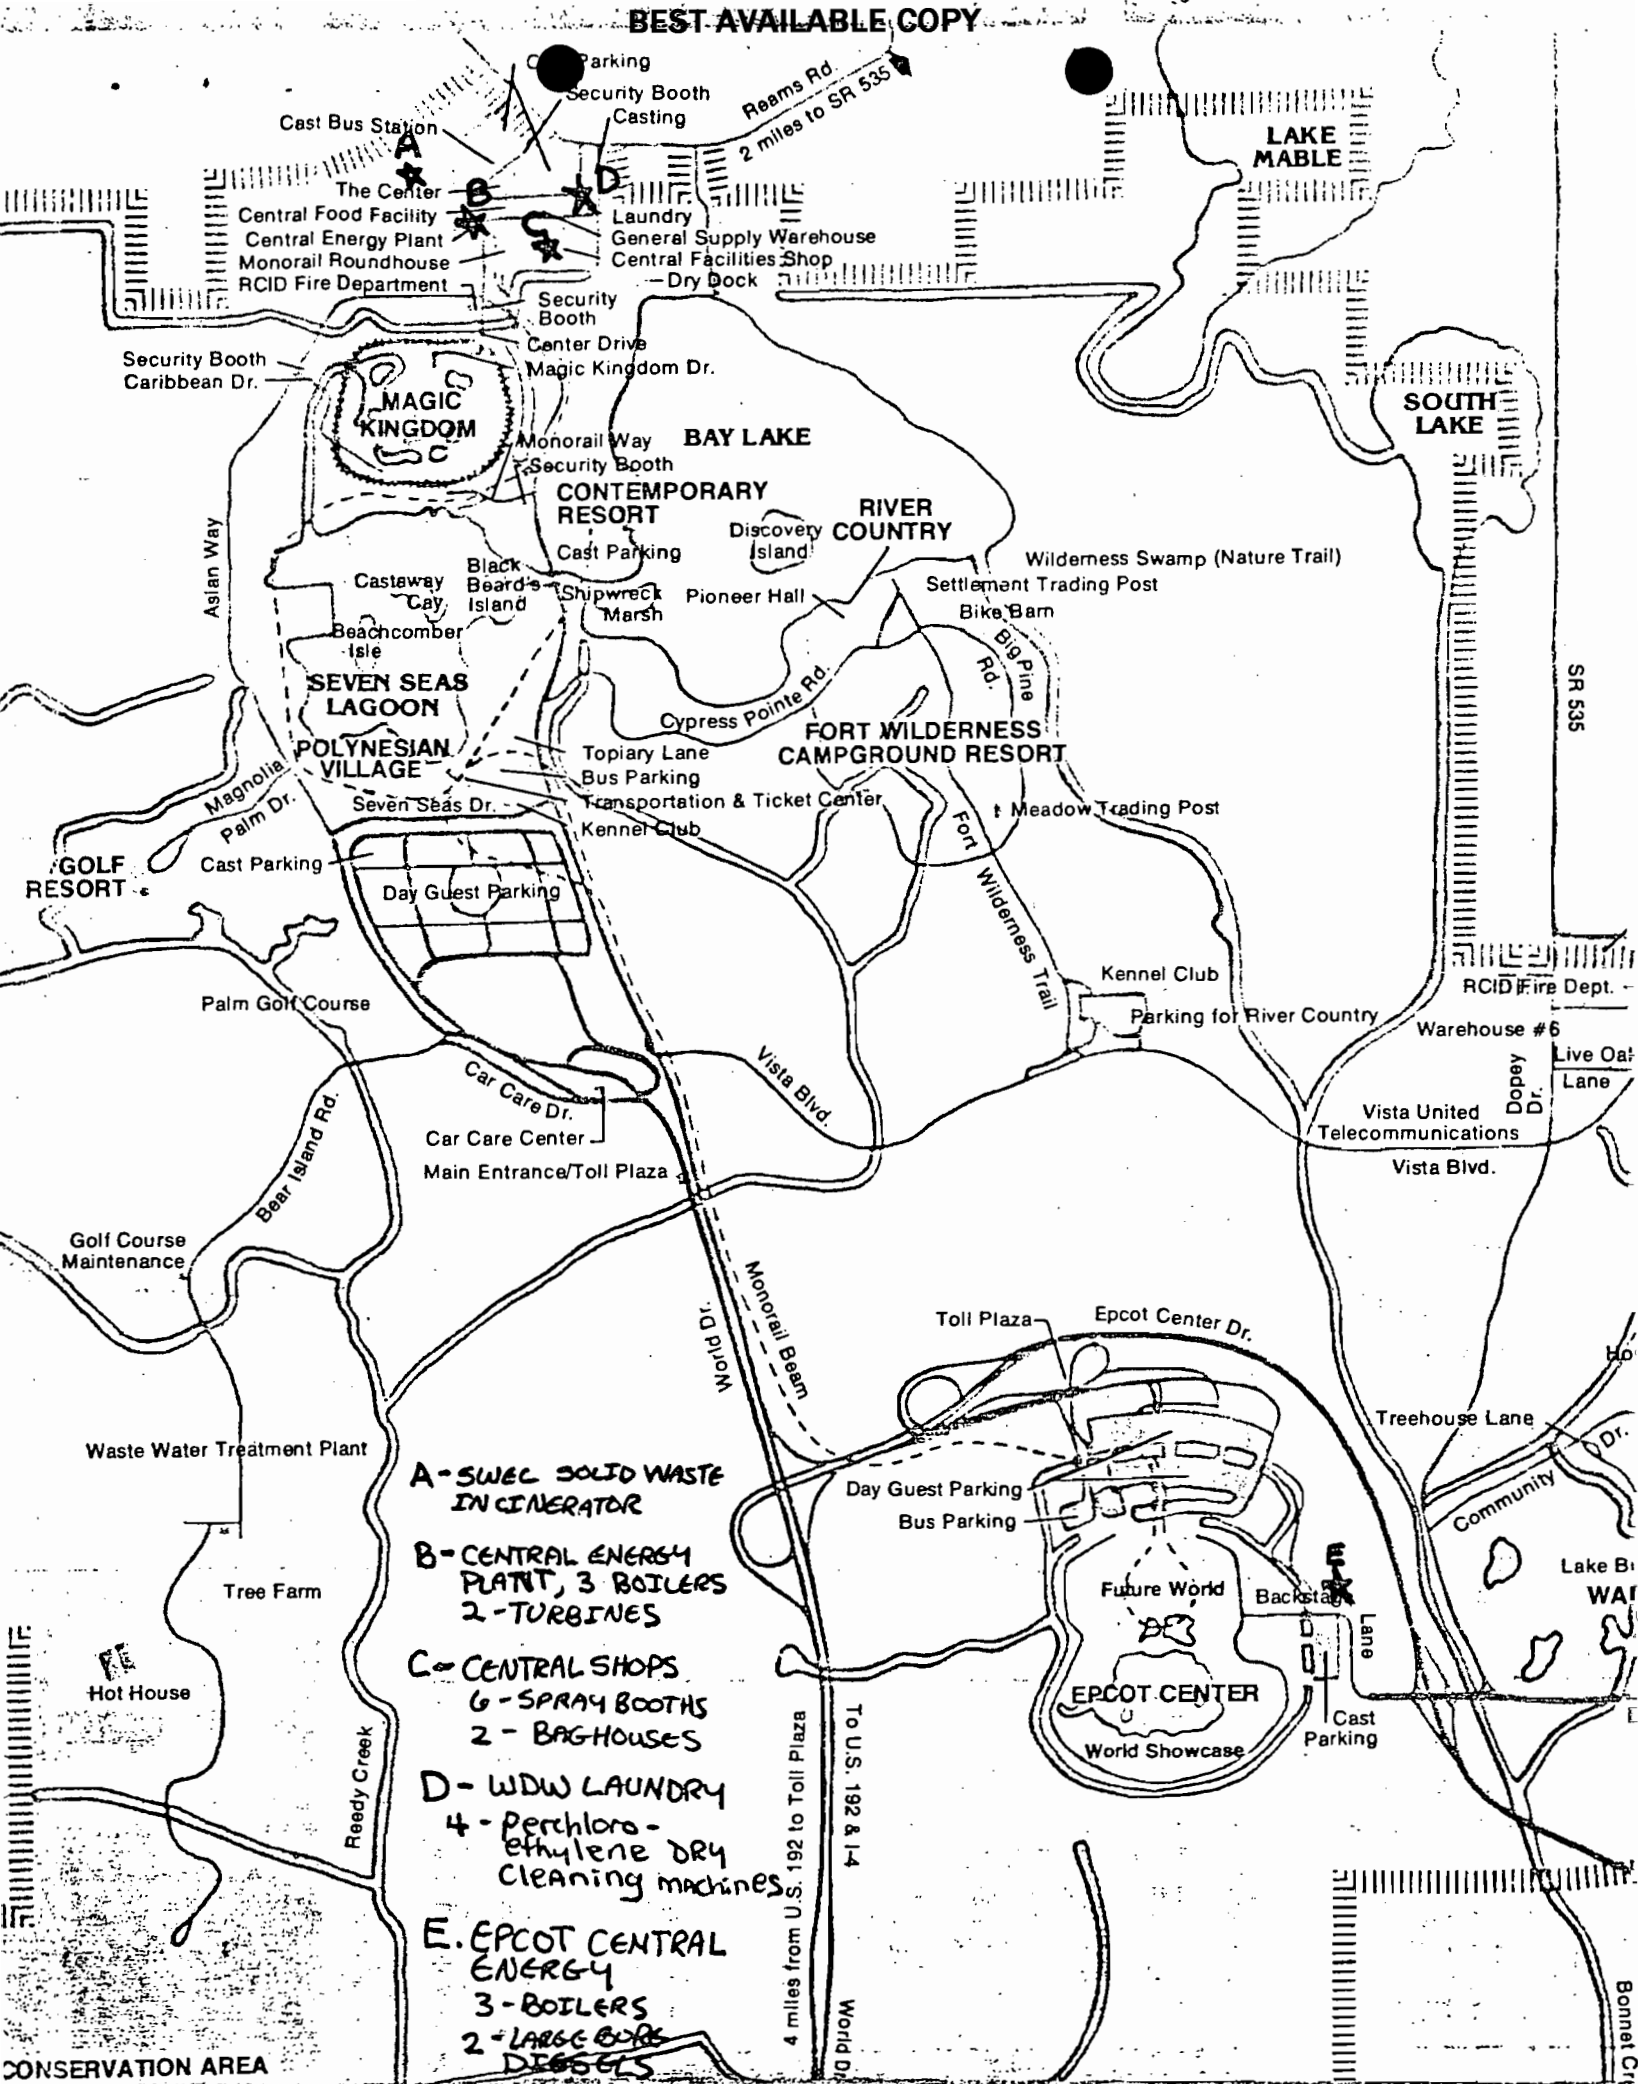 BEST AVAILABLE COPY
Parking
Security Booth
Casting
Reams Rd.
2 miles to SR 535
Cast Bus Station
A
LAKE
MABLE
The Center
B
D
Central Food Facility
C
Laundry
Central Energy Plant
General Supply Warehouse
Monorail Roundhouse
Central Facilities Shop
RCID Fire Department
Dry Dock
Security
Booth
Center Drive
Security Booth
Magic Kingdom Dr.
Caribbean Dr.
MAGIC
KINGDOM
SOUTH
LAKE
Monorail Way
BAY LAKE
Security Booth
CONTEMPORARY
RESORT
RIVER
COUNTRY
Discovery
Island
Asian Way
Cast Parking
Wilderness Swamp (Nature Trail)
Black
Beard's
Island
Castaway
Cay
Shipwreck
Marsh
Pioneer Hall
Settlement Trading Post
Bike Barn
Beachcomber
Isle
Big Pine
Rd.
SEVEN SEAS
LAGOON
Cypress Pointe Rd.
SR 535
POLYNESIAN
VILLAGE
FORT WILDERNESS
CAMPGROUND RESORT
Topiary Lane
Bus Parking
Magnolia
Palm Dr.
Seven Seas Dr.
Transportation & Ticket Center
Meadow Trading Post
Kennel Club
GOLF
RESORT
Cast Parking
Day Guest Parking
Fort Wilderness Trail
Kennel Club
RCID Fire Dept.
Palm Golf Course
Parking for River Country
Warehouse #6
Live Oak
Lane
Dopey
Dr.
Vista Blvd.
Car Care Dr.
Bear Island Rd.
Car Care Center
Vista United
Telecommunications
Main Entrance/Toll Plaza
Vista Blvd.
Golf Course
Maintenance
Monorail Beam
World Dr.
Toll Plaza
Epcot Center Dr.
Ho
Treehouse Lane
Dr.
Community
Waste Water Treatment Plant
A-SWEC SOLID WASTE
INCINERATOR
Day Guest Parking
Bus Parking
B-CENTRAL ENERGY
PLANT, 3 BOILERS
2-TURBINES
Tree Farm
E
Future World
Backstage
Lane
Lake B
WA
C-CENTRAL SHOPS
6-SPRAY BOOTHS
2-BAGHOUSES
Hot House
EPCOT CENTER
Cast
Parking
World Showcase
Reedy Creek
D-WDW LAUNDRY
4-Perchloro-
ethylene DRY
Cleaning machines
4 miles from U.S. 192 to Toll Plaza
To U.S. 192 & I-4
E. EPCOT CENTRAL
ENERGY
3-BOILERS
2-LARGE BORE
DIESELS
World Dr
Bonnet Cr
CONSERVATION AREA